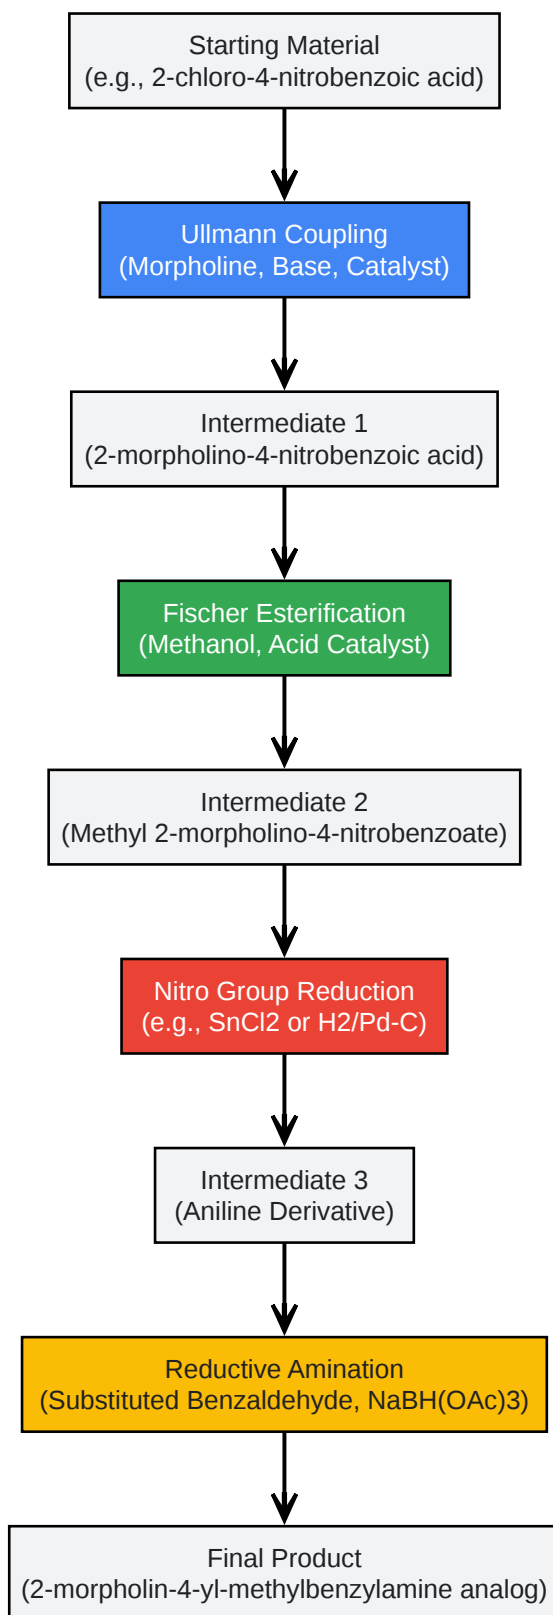 Starting Material
(e.g., 2-chloro-4-nitrobenzoic acid)
Ullmann Coupling
(Morpholine, Base, Catalyst)
Intermediate 1
(2-morpholino-4-nitrobenzoic acid)
Fischer Esterification
(Methanol, Acid Catalyst)
Intermediate 2
(Methyl 2-morpholino-4-nitrobenzoate)
Nitro Group Reduction
(e.g., SnCl2 or H2/Pd-C)
Intermediate 3
(Aniline Derivative)
Reductive Amination
(Substituted Benzaldehyde, NaBH(OAc)3)
Final Product
(2-morpholin-4-yl-methylbenzylamine analog)